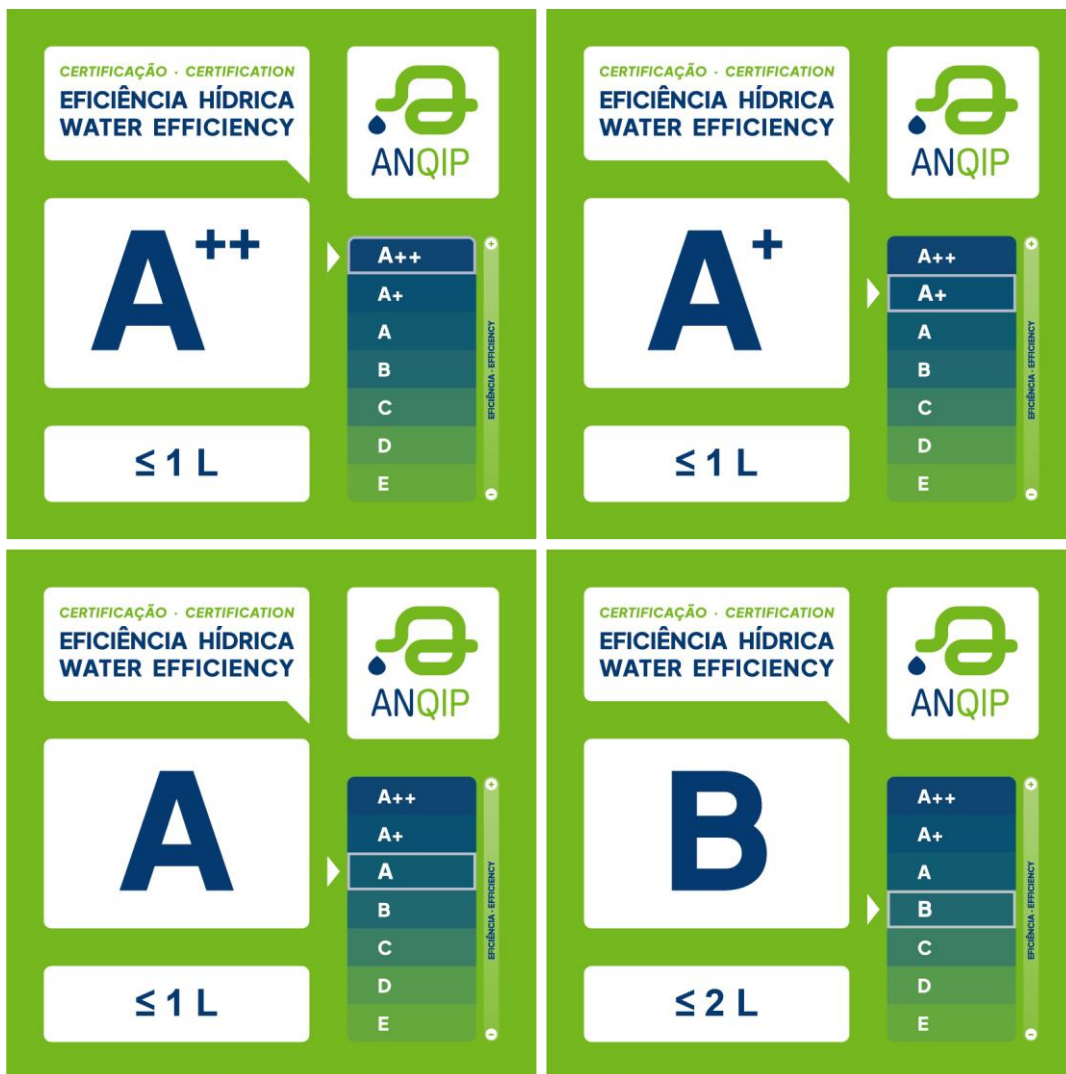 CERTIFICAÇÃO · CERTIFICATION
EFICIÊNCIA HÍDRICA
WATER EFFICIENCY
ANQIP
A++
A++
A+
A
B
C
D
E
+
EFICIÊNCIA · EFFICIENCY
−
≤ 1 L
CERTIFICAÇÃO · CERTIFICATION
EFICIÊNCIA HÍDRICA
WATER EFFICIENCY
ANQIP
A+
A++
A+
A
B
C
D
E
+
EFICIÊNCIA · EFFICIENCY
−
≤ 1 L
CERTIFICAÇÃO · CERTIFICATION
EFICIÊNCIA HÍDRICA
WATER EFFICIENCY
ANQIP
A
A++
A+
A
B
C
D
E
+
EFICIÊNCIA · EFFICIENCY
−
≤ 1 L
CERTIFICAÇÃO · CERTIFICATION
EFICIÊNCIA HÍDRICA
WATER EFFICIENCY
ANQIP
B
A++
A+
A
B
C
D
E
+
EFICIÊNCIA · EFFICIENCY
−
≤ 2 L